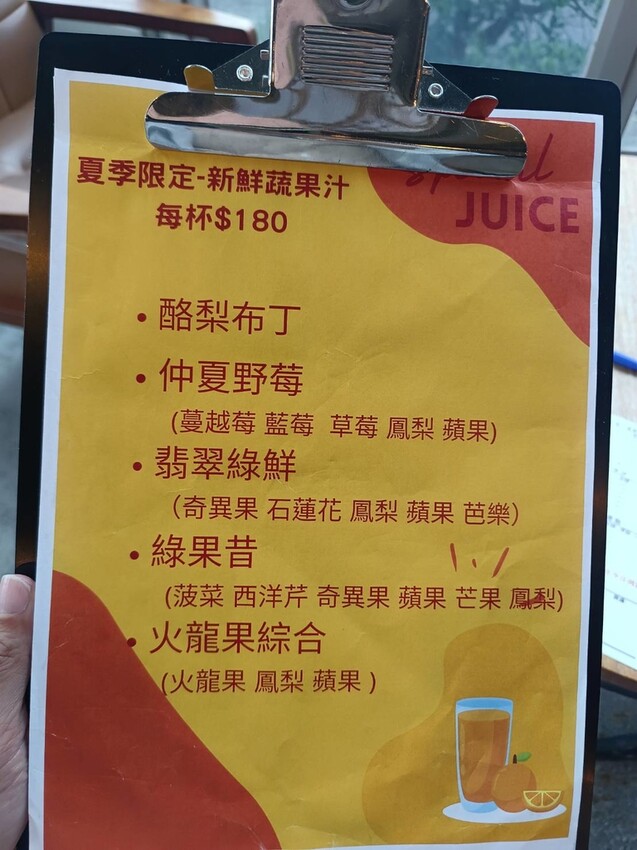 夏季限定-新鮮蔬果汁
每杯$180
JUICE
• 酪梨布丁
• 仲夏野莓
(蔓越莓 藍莓 草莓 鳳梨 蘋果)
• 翡翠綠鮮
(奇異果 石蓮花 鳳梨 蘋果 芭樂)
• 綠果昔
(菠菜 西洋芹 奇異果 蘋果 芒果 鳳梨)
• 火龍果綜合
(火龍果 鳳梨 蘋果 )